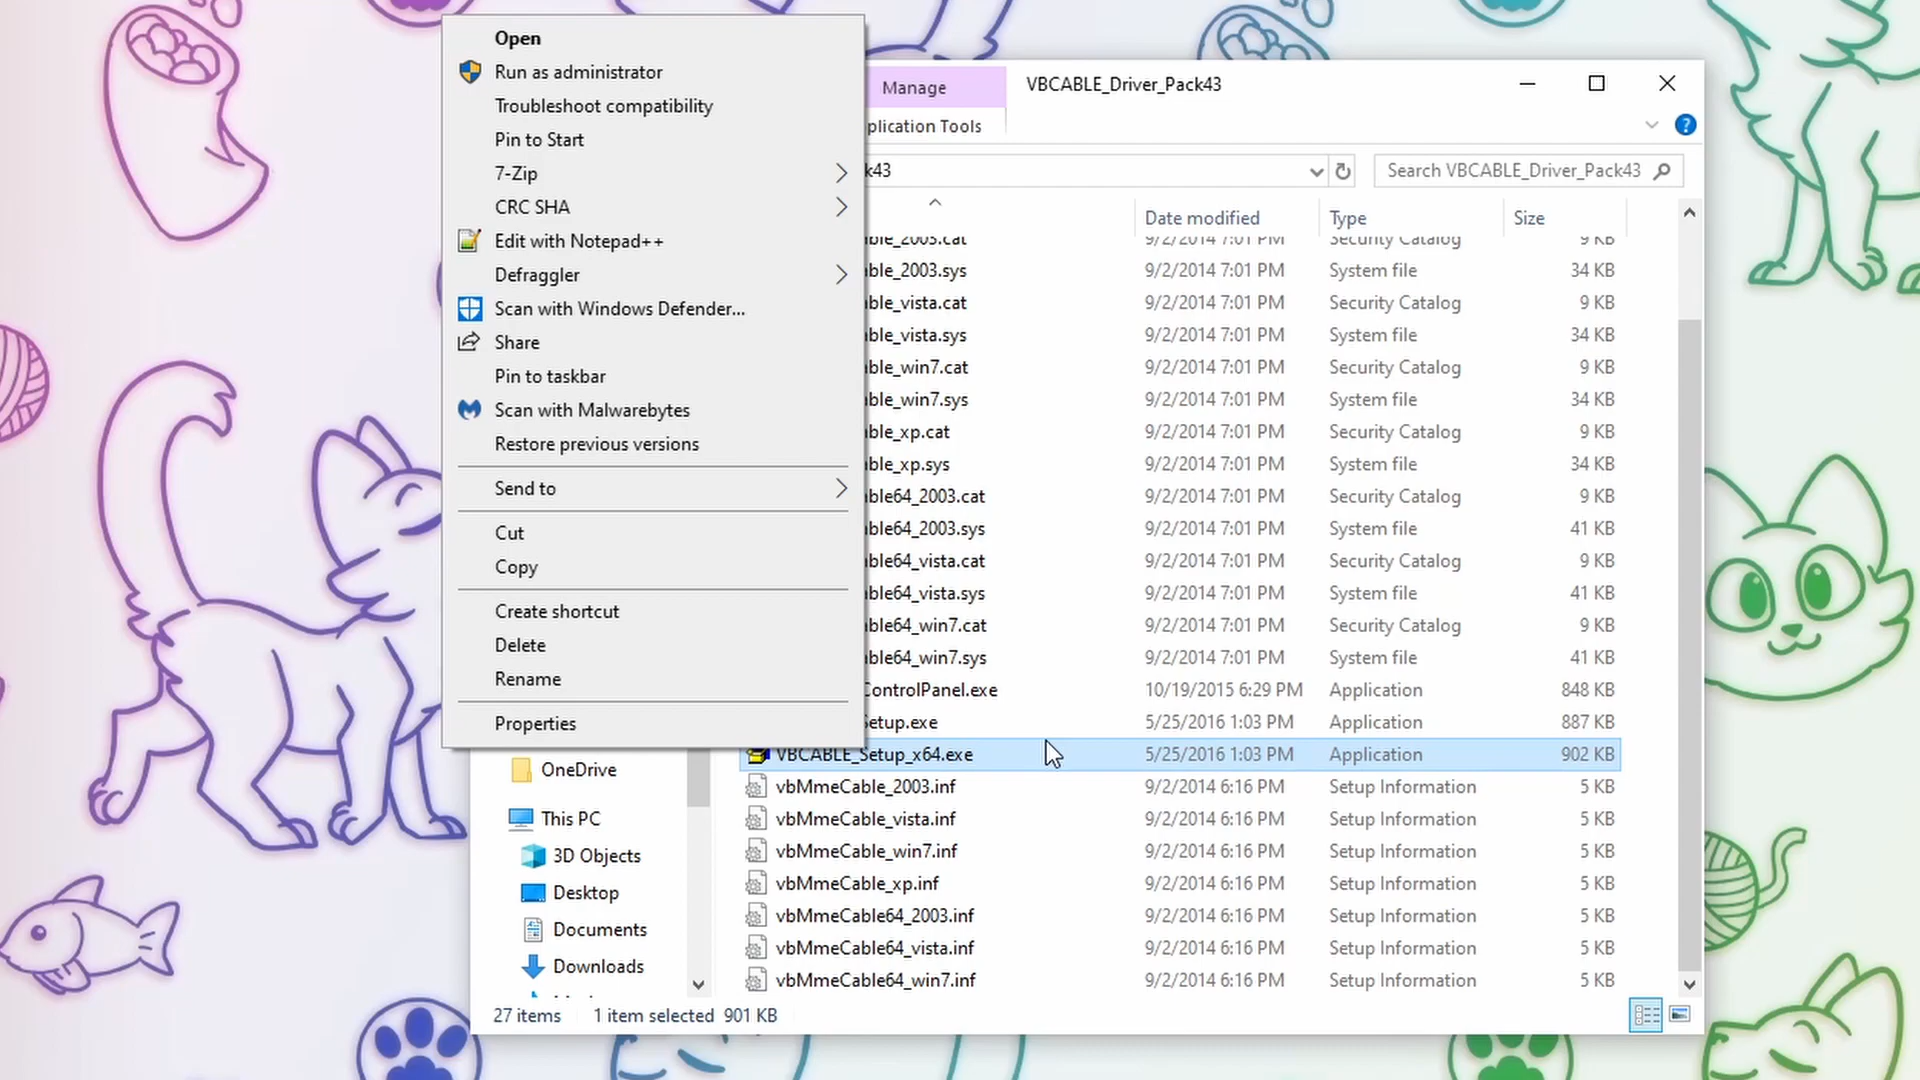 Open
Run as administrator
Troubleshoot compatibility
Pin to Start
7-Zip
CRC SHA
Edit with Notepad++
Defraggler
Scan with Windows Defender...
Share
Pin to taskbar
Scan with Malwarebytes
Restore previous versions
Send to
Cut
Copy
Create shortcut
Delete
Rename
Properties
Manage VBCABLE_Driver_Pack43
plication Tools
k43 Search VBCABLE_Driver_Pack43
Date modified Type Size
ble_2003.cat 9/2/2014 7:01 PM Security Catalog 9 KB
ble_2003.sys 9/2/2014 7:01 PM System file 34 KB
ble_vista.cat 9/2/2014 7:01 PM Security Catalog 9 KB
ble_vista.sys 9/2/2014 7:01 PM System file 34 KB
ble_win7.cat 9/2/2014 7:01 PM Security Catalog 9 KB
ble_win7.sys 9/2/2014 7:01 PM System file 34 KB
ble_xp.cat 9/2/2014 7:01 PM Security Catalog 9 KB
ble_xp.sys 9/2/2014 7:01 PM System file 34 KB
ble64_2003.cat 9/2/2014 7:01 PM Security Catalog 9 KB
ble64_2003.sys 9/2/2014 7:01 PM System file 41 KB
ble64_vista.cat 9/2/2014 7:01 PM Security Catalog 9 KB
ble64_vista.sys 9/2/2014 7:01 PM System file 41 KB
ble64_win7.cat 9/2/2014 7:01 PM Security Catalog 9 KB
ble64_win7.sys 9/2/2014 7:01 PM System file 41 KB
ControlPanel.exe 10/19/2015 6:29 PM Application 848 KB
Setup.exe 5/25/2016 1:03 PM Application 887 KB
VBCABLE_Setup_x64.exe 5/25/2016 1:03 PM Application 902 KB
vbMmeCable_2003.inf 9/2/2014 6:16 PM Setup Information 5 KB
vbMmeCable_vista.inf 9/2/2014 6:16 PM Setup Information 5 KB
vbMmeCable_win7.inf 9/2/2014 6:16 PM Setup Information 5 KB
vbMmeCable_xp.inf 9/2/2014 6:16 PM Setup Information 5 KB
vbMmeCable64_2003.inf 9/2/2014 6:16 PM Setup Information 5 KB
vbMmeCable64_vista.inf 9/2/2014 6:16 PM Setup Information 5 KB
vbMmeCable64_win7.inf 9/2/2014 6:16 PM Setup Information 5 KB
OneDrive
This PC
3D Objects
Desktop
Documents
Downloads
27 items 1 item selected 901 KB